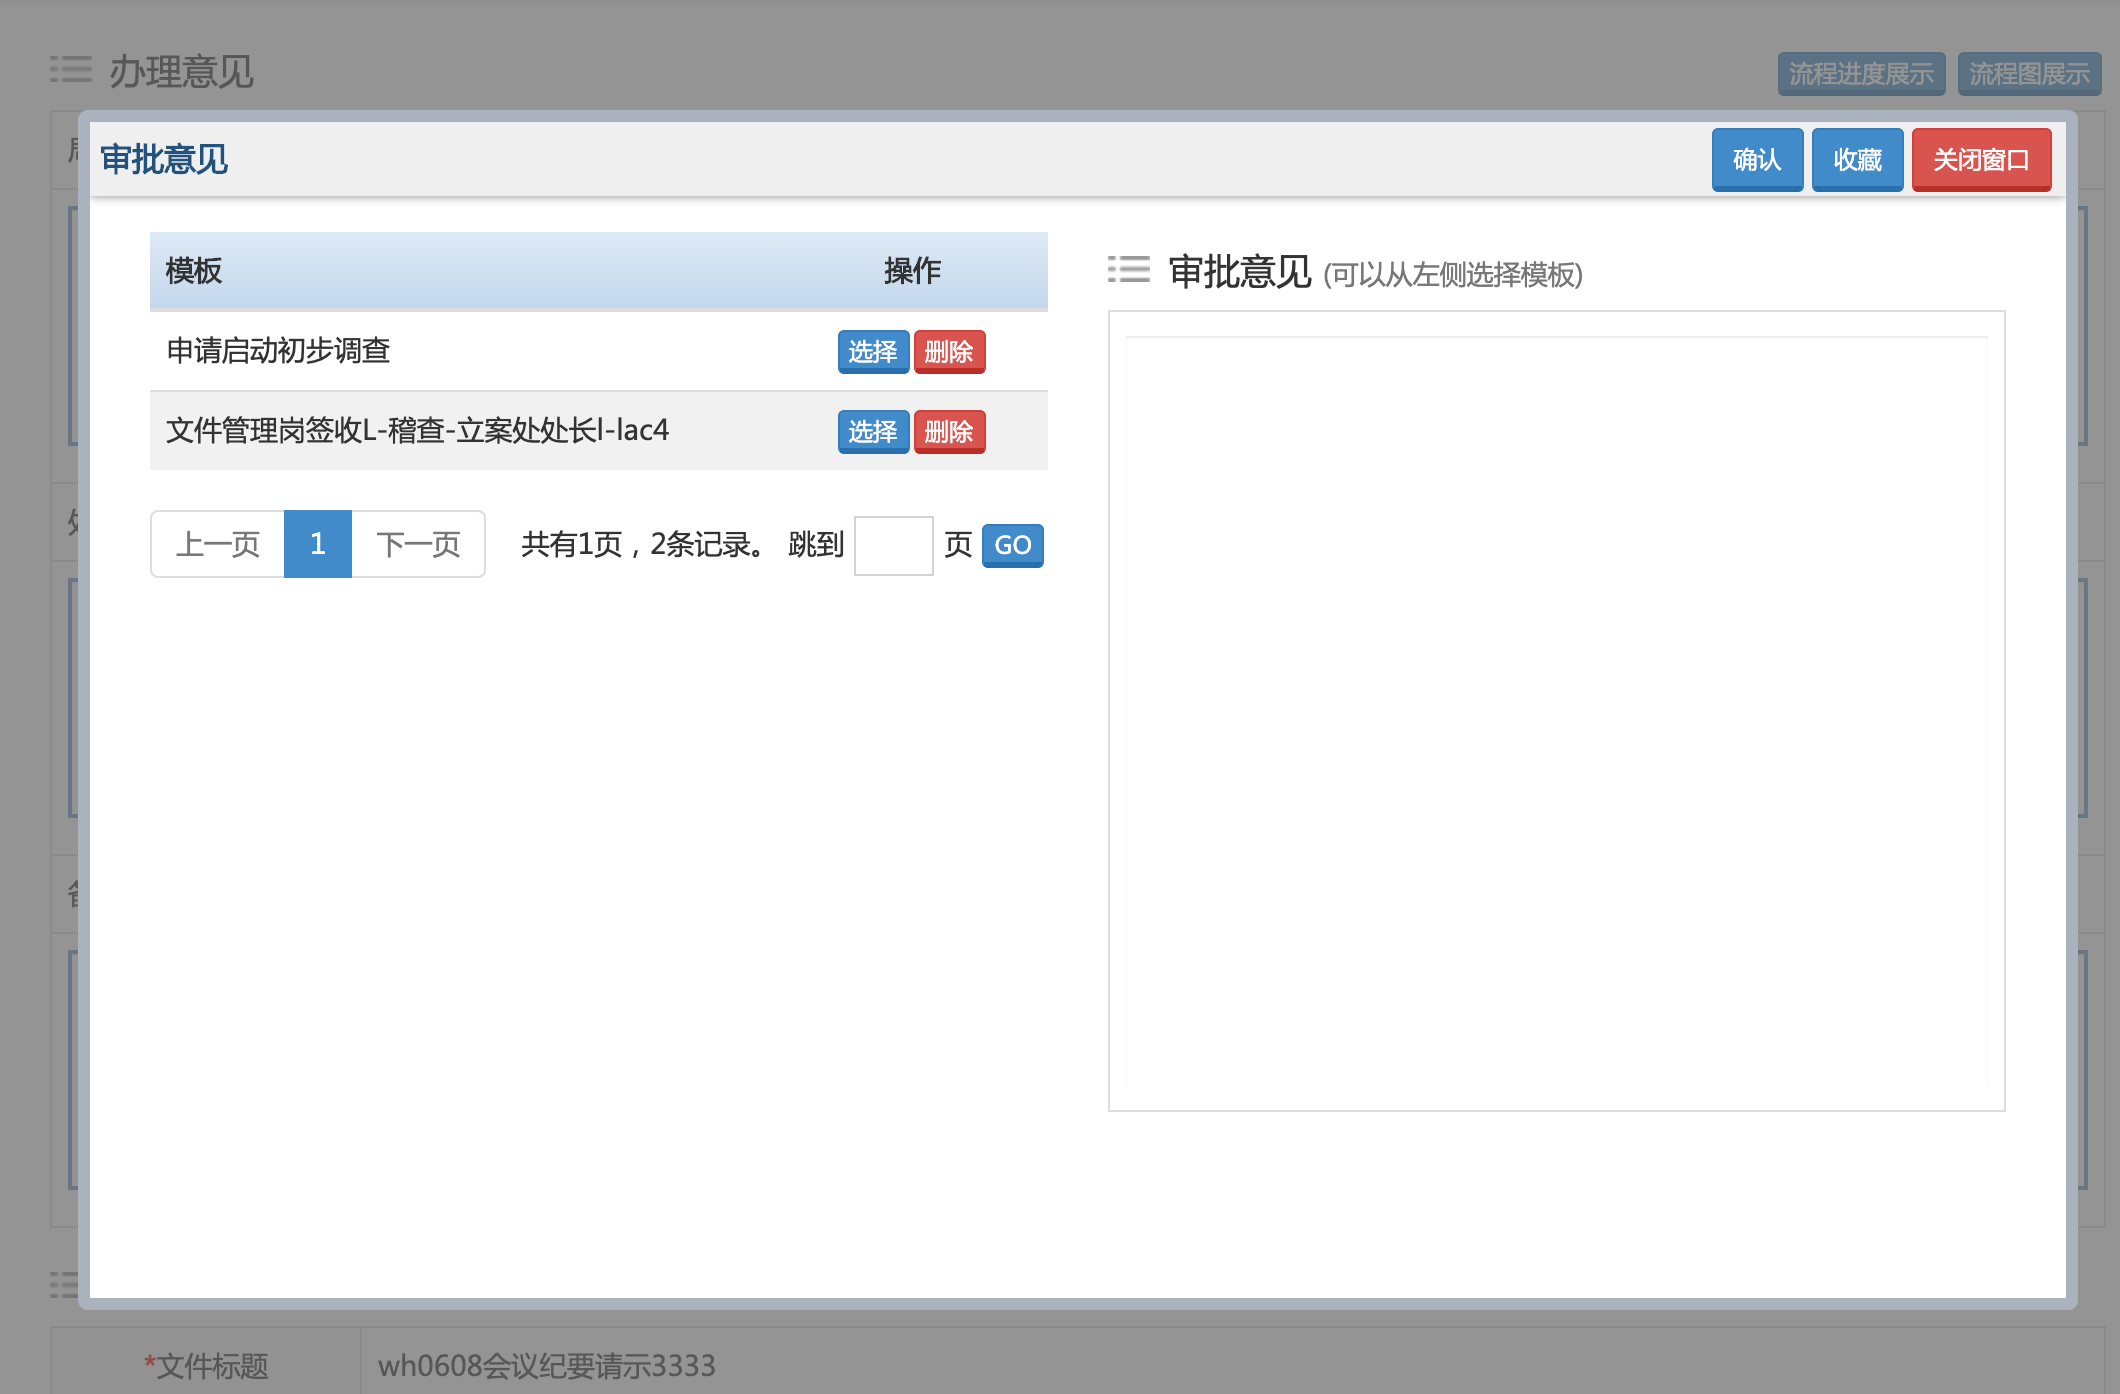 办理意见
流程进度展示 流程图展示
审批意见
确认 收藏 关闭窗口
模板 操作
申请启动初步调查 选择 删除
文件管理岗签收L-稽查-立案处处长l-lac4 选择 删除
上一页 1 下一页 共有1页，2条记录。 跳到 页 GO
审批意见 (可以从左侧选择模板)
*文件标题 wh0608会议纪要请示3333